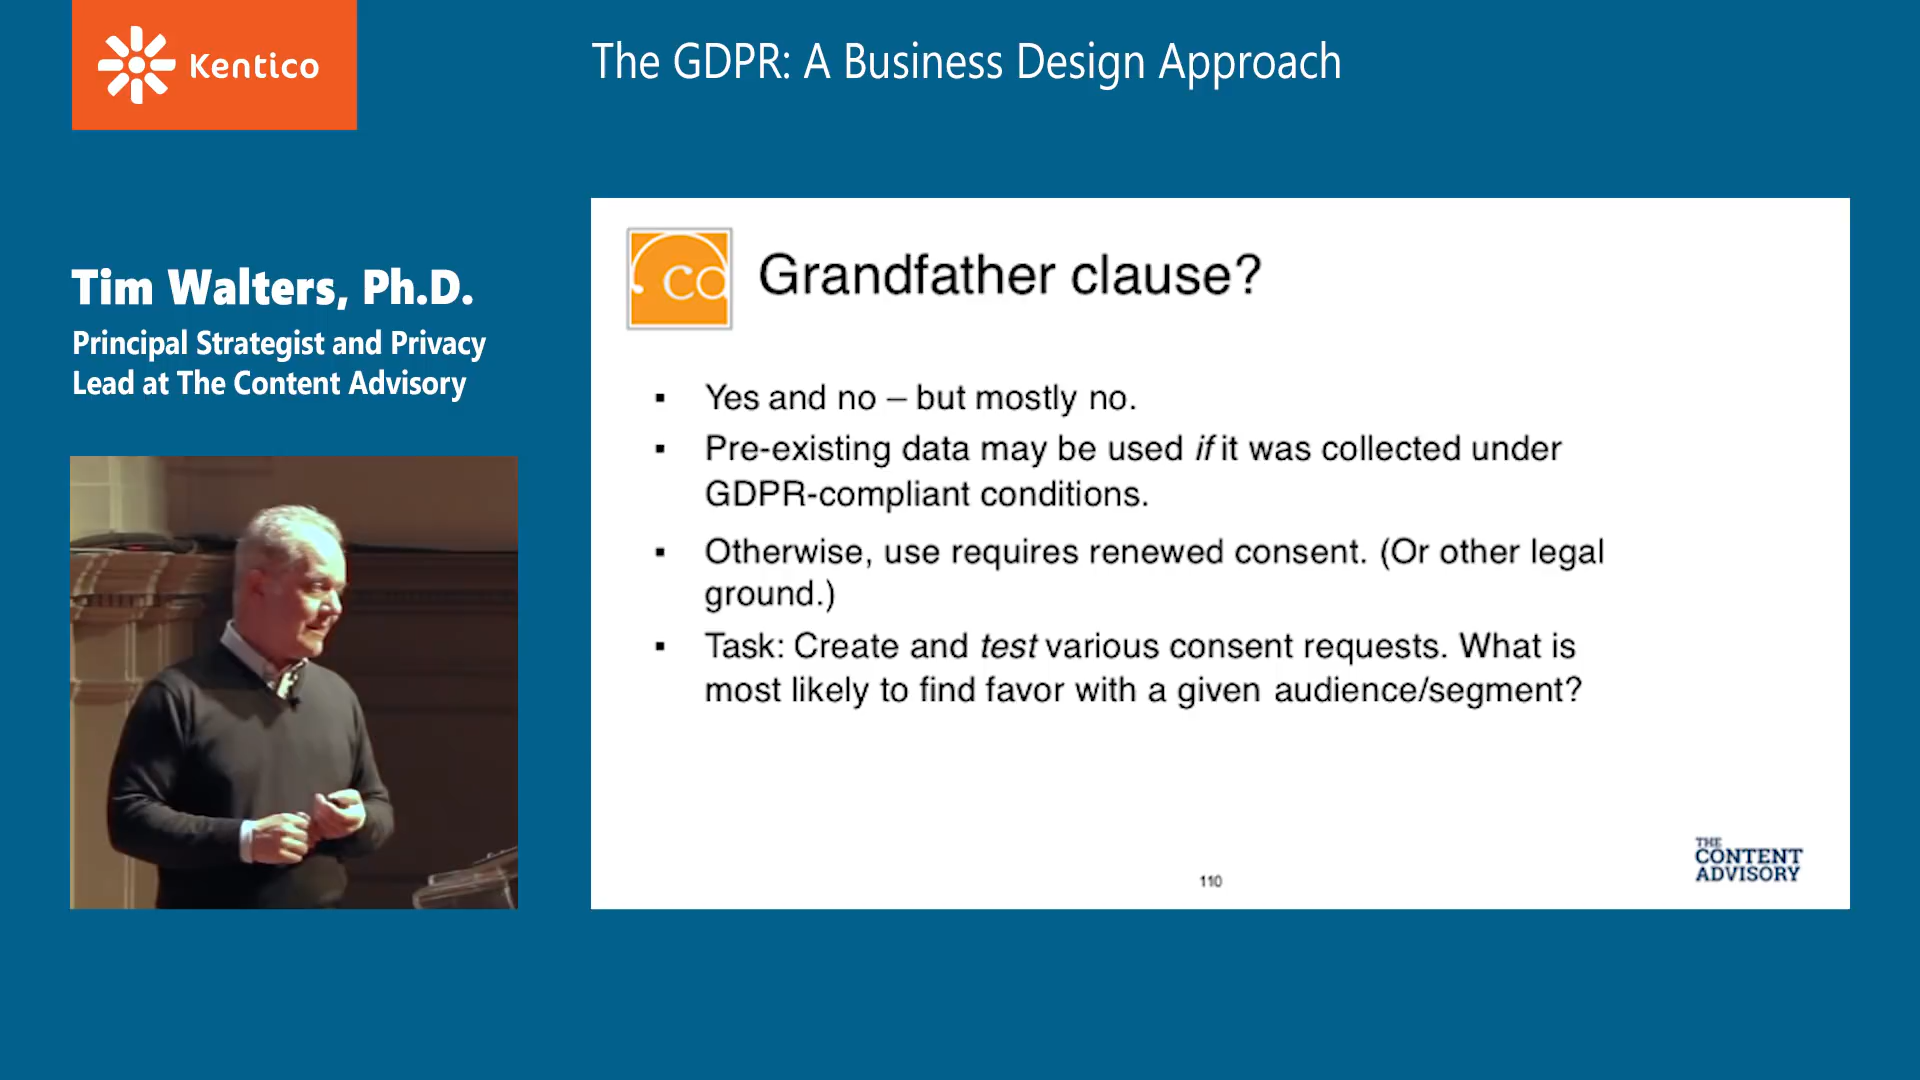 Kentico
The GDPR: A Business Design Approach
Tim Walters, Ph.D.
Principal Strategist and Privacy
Lead at The Content Advisory
Grandfather clause?
▪ Yes and no – but mostly no.
▪ Pre-existing data may be used if it was collected under
GDPR-compliant conditions.
▪ Otherwise, use requires renewed consent. (Or other legal
ground.)
▪ Task: Create and test various consent requests. What is
most likely to find favor with a given audience/segment?
110
THE
CONTENT
ADVISORY